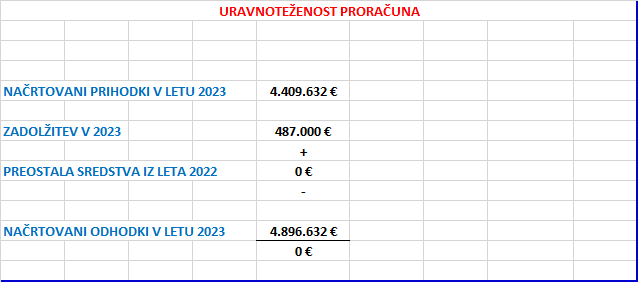 URAVNOTEŽENOST PRORAČUNA
NAČRTOVANI PRIHODKI V LETU 2023 4.409.632 €
ZADOLŽITEV V 2023 487.000 €
+
PREOSTALA SREDSTVA IZ LETA 2022 0 €
-
NAČRTOVANI ODHODKI V LETU 2023 4.896.632 €
0 €